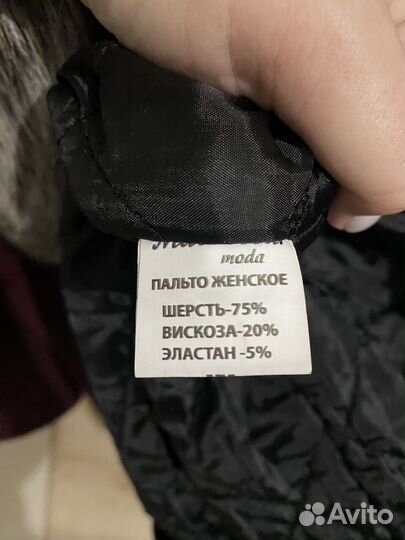 moda
ПАЛЬТО ЖЕНСКОЕ
ШЕРСТЬ-75%
ВИСКОЗА-20%
ЭЛАСТАН -5%
Avito